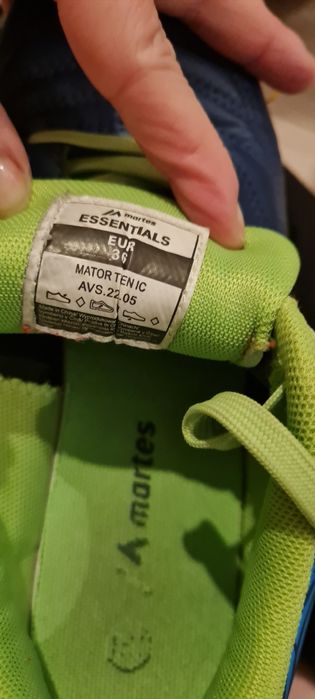 martes
ESSENTIALS
EUR
36
MATOR TEN IC
AVS.22.05
martes